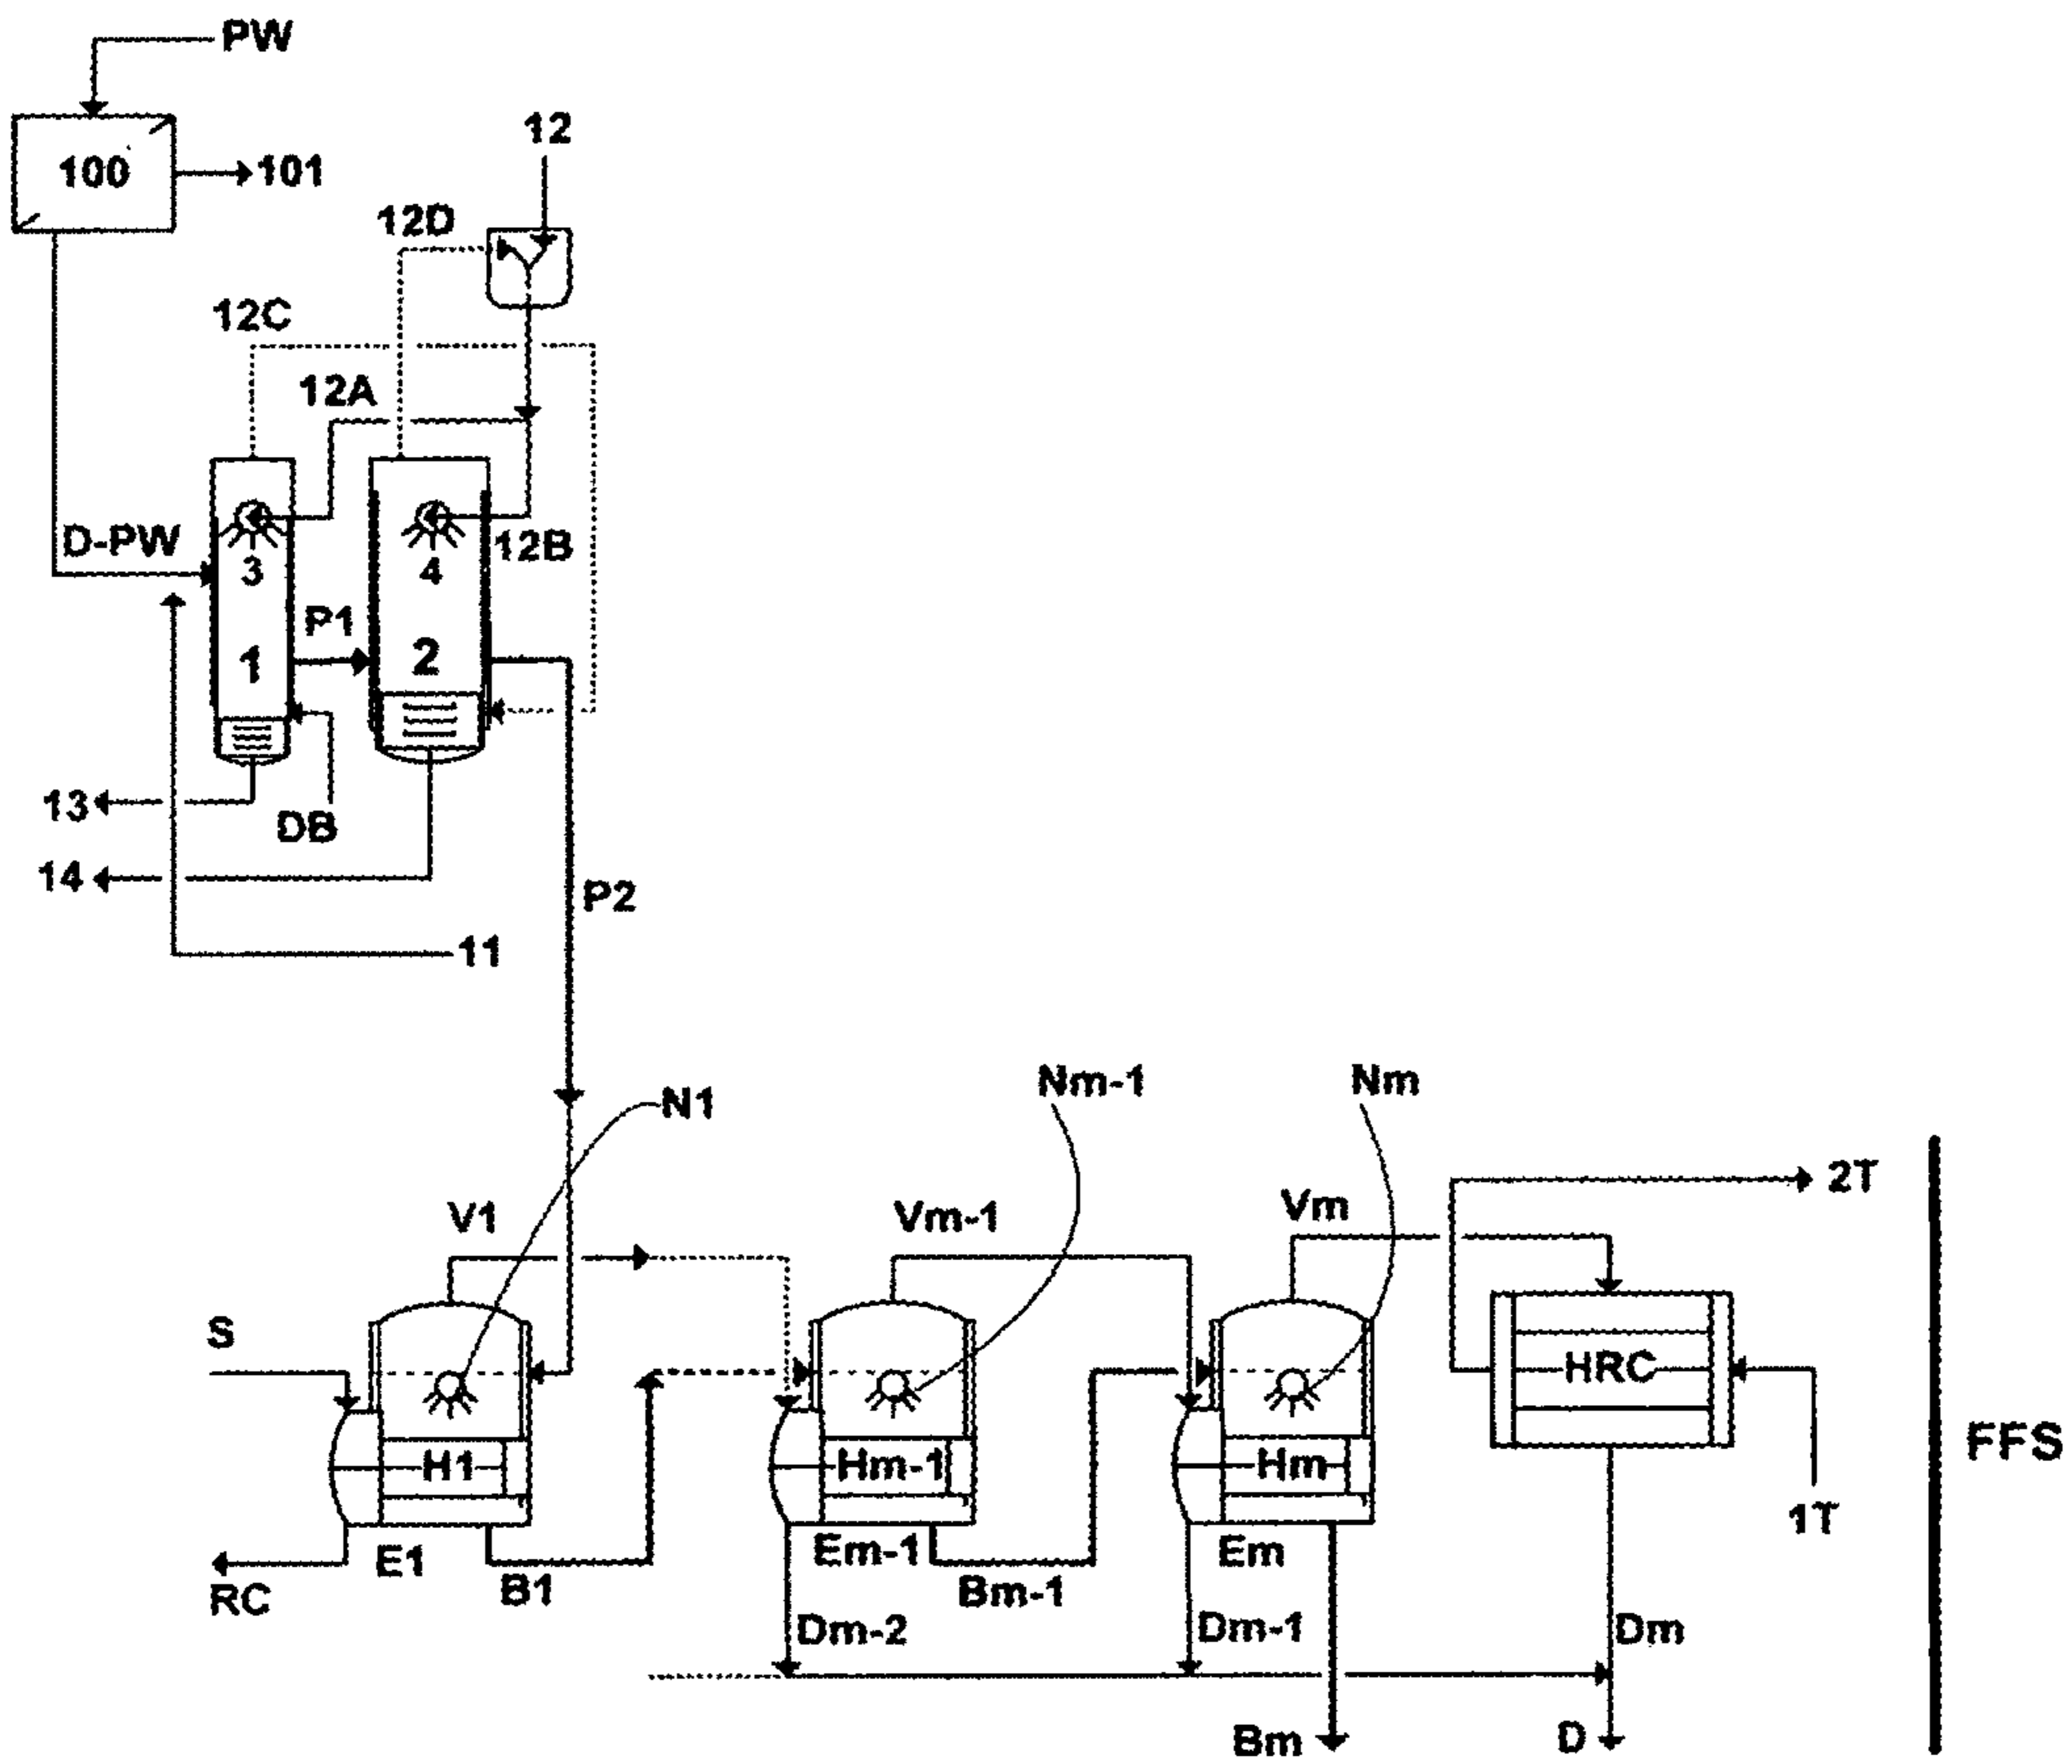 PW
12
100
101
12D
12C
12A
D-PW
3
4
12B
P1
1
2
13
DB
14
P2
11
N1
Nm-1
Nm
V1
Vm-1
Vm
2T
S
HRC
H1
Hm-1
Hm
FFS
1T
E1
Em-1
Em
RC
B1
Bm-1
Dm-2
Dm-1
Dm
Bm
D